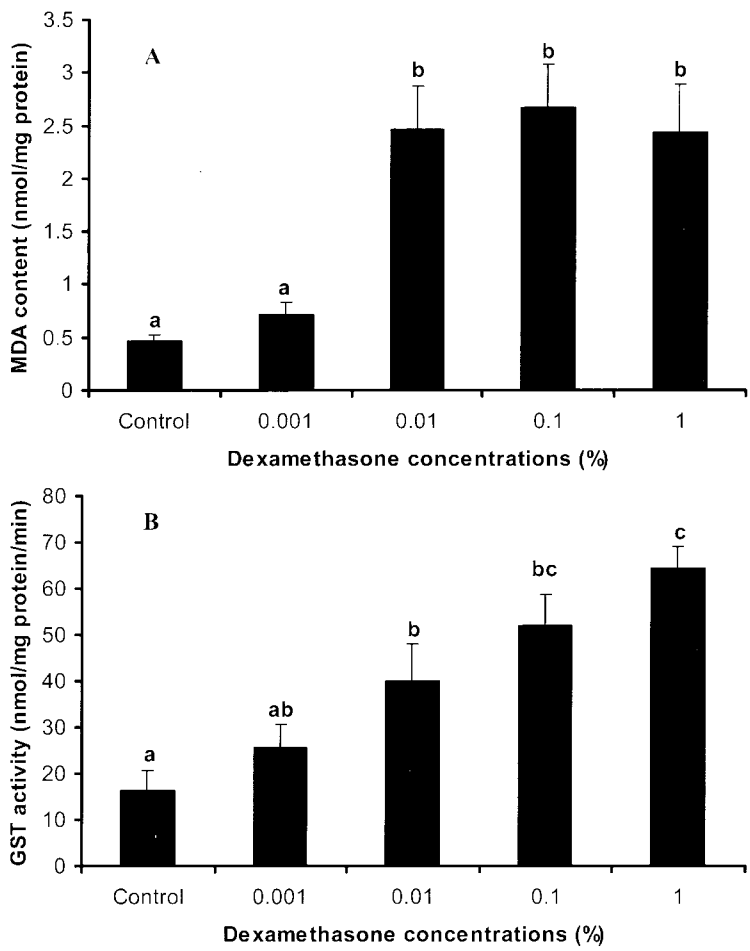 A
MDA content (nmol/mg protein)
3.5
3
2.5
2
1.5
1
0.5
0
a
a
b
b
b
Control 0.001 0.01 0.1 1
Dexamethasone concentrations (%)
B
GST activity (nmol/mg protein/min)
80
70
60
50
40
30
20
10
0
a
ab
b
bc
c
Control 0.001 0.01 0.1 1
Dexamethasone concentrations (%)